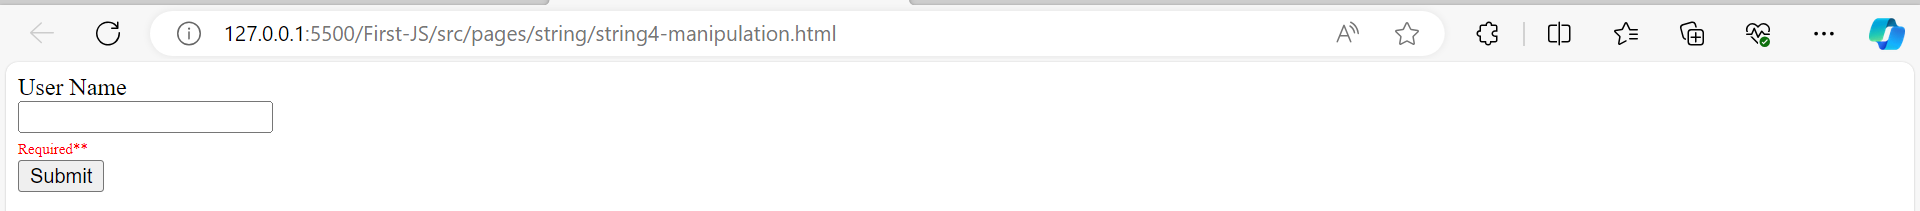 127.0.0.1:5500/First-JS/src/pages/string/string4-manipulation.html
User Name
Required**
Submit